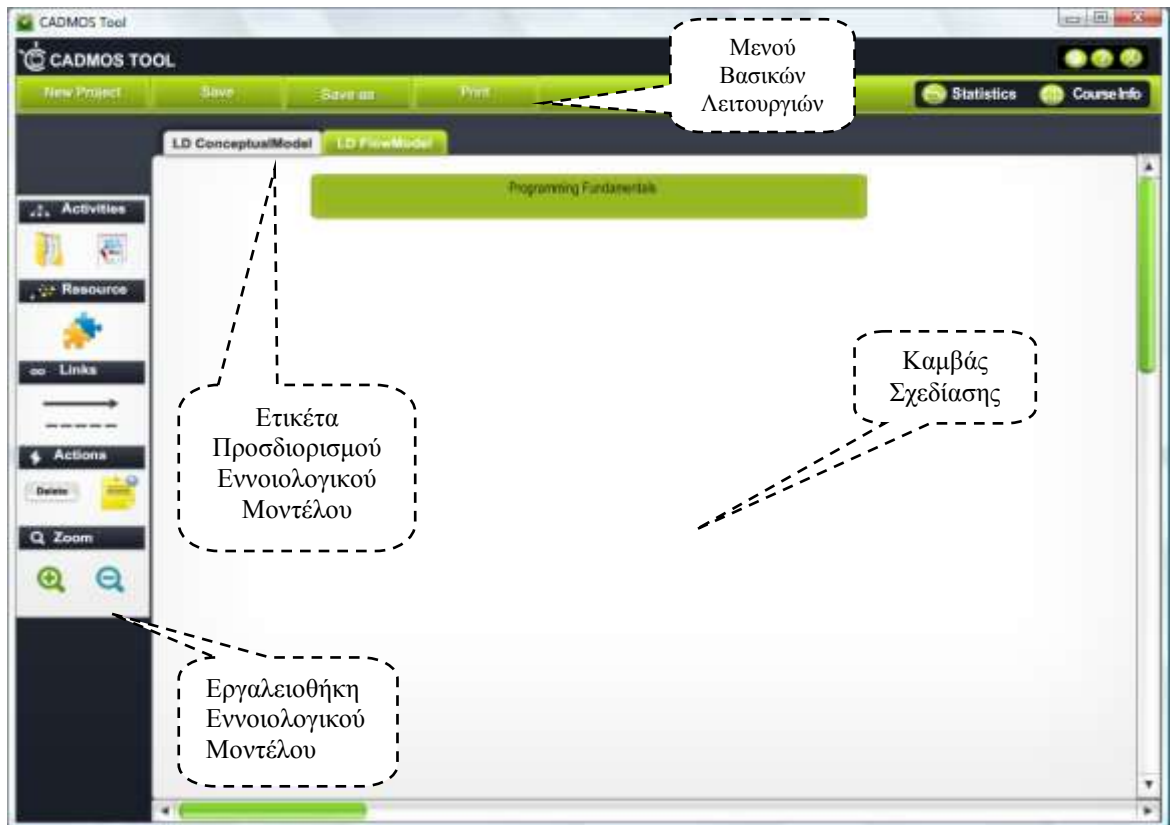 CADMOS Tool
CADMOS TOOL
Μενού
Βασικών
Λειτουργιών
New Project Save Save as Print Statistics Course Info
LD ConceptualModel LD FlowModel
Programming Fundamentals
Activities
Resource
Links
Actions
Delete
Zoom
Ετικέτα
Προσδιορισμού
Εννοιολογικού
Μοντέλου
Καμβάς
Σχεδίασης
Εργαλειοθήκη
Εννοιολογικού
Μοντέλου